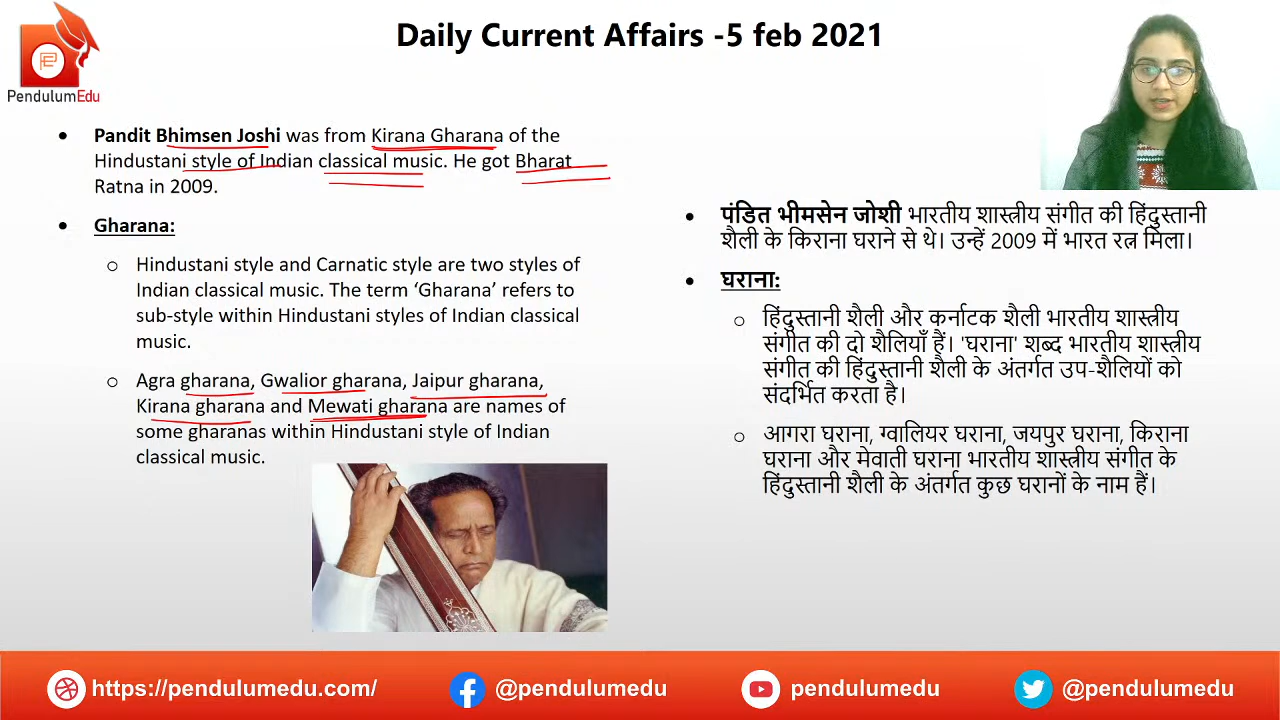 Daily Current Affairs -5 feb 2021
PendulumEdu
• Pandit Bhimsen Joshi was from Kirana Gharana of the
Hindustani style of Indian classical music. He got Bharat
Ratna in 2009.
• Gharana:
o Hindustani style and Carnatic style are two styles of
Indian classical music. The term ‘Gharana’ refers to
sub-style within Hindustani styles of Indian classical
music.
o Agra gharana, Gwalior gharana, Jaipur gharana,
Kirana gharana and Mewati gharana are names of
some gharanas within Hindustani style of Indian
classical music.
• पंडित भीमसेन जोशी भारतीय शास्त्रीय संगीत की हिंदुस्तानी
शैली के किराना घराने से थे। उन्हें 2009 में भारत रत्न मिला।
• घराना:
o हिंदुस्तानी शैली और कर्नाटक शैली भारतीय शास्त्रीय
संगीत की दो शैलियाँ हैं। 'घराना' शब्द भारतीय शास्त्रीय
संगीत की हिंदुस्तानी शैली के अंतर्गत उप-शैलियों को
संदर्भित करता है।
o आगरा घराना, ग्वालियर घराना, जयपुर घराना, किराना
घराना और मेवाती घराना भारतीय शास्त्रीय संगीत के
हिंदुस्तानी शैली के अंतर्गत कुछ घरानों के नाम हैं।
https://pendulumedu.com/
@pendulumedu
pendulumedu
@pendulumedu